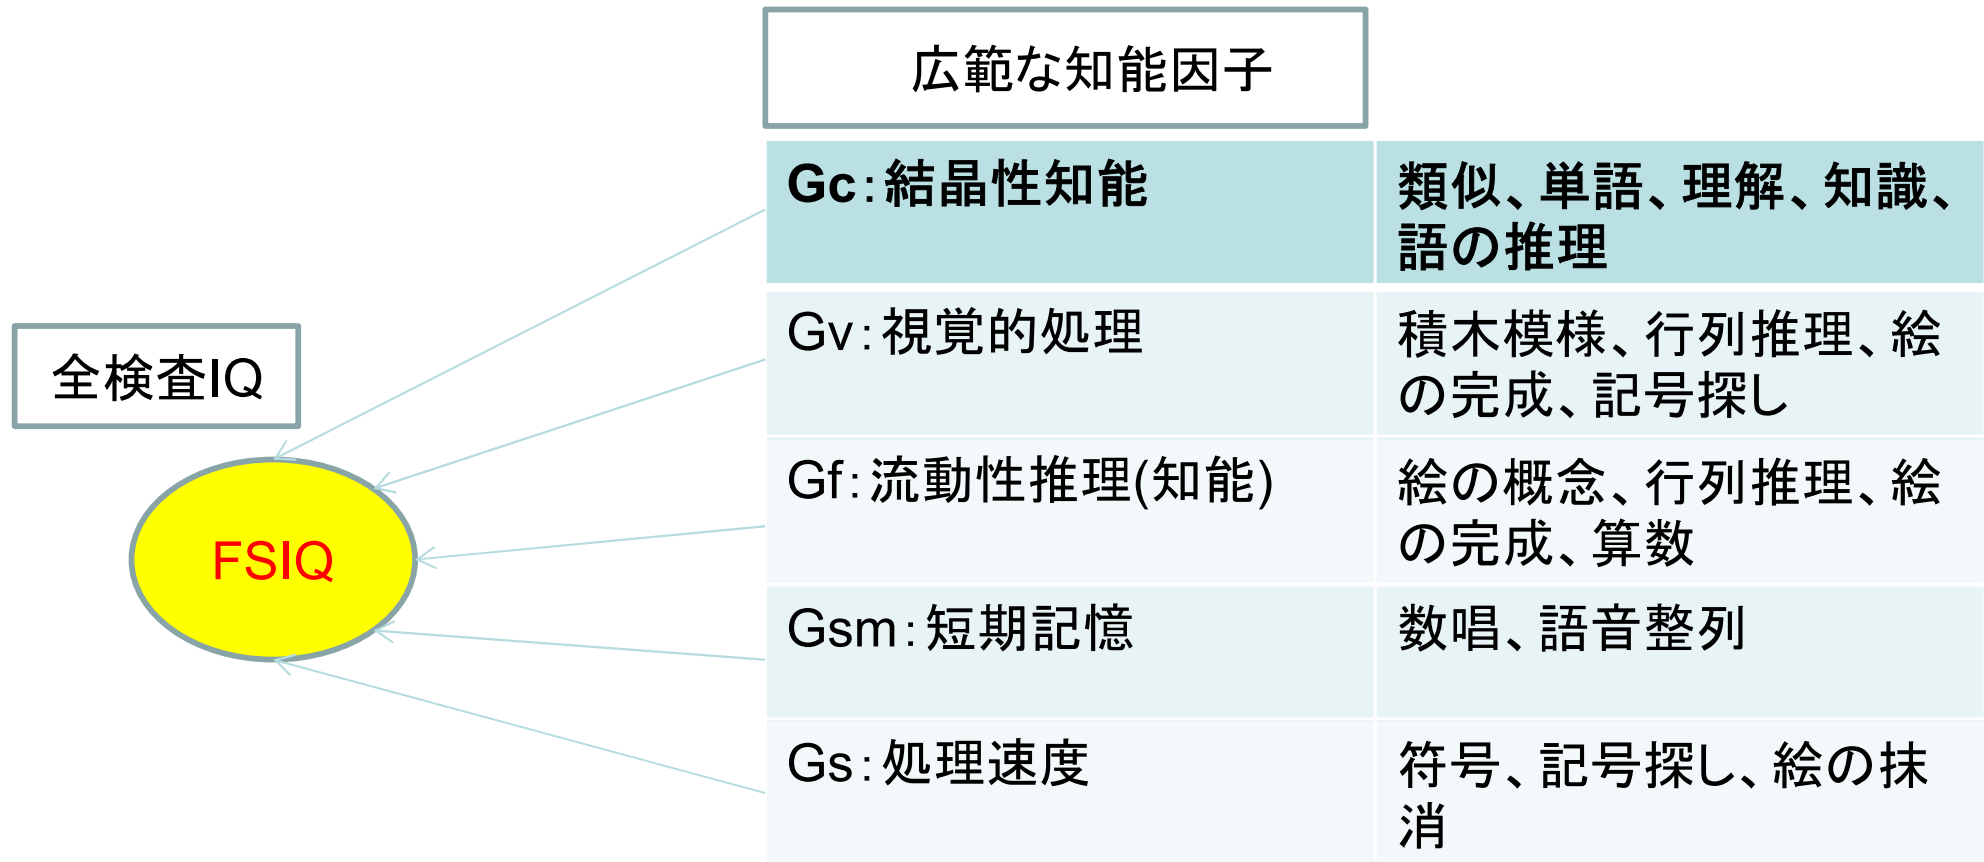 広範な知能因子
Gc：結晶性知能
類似、単語、理解、知識、
語の推理
Gv：視覚的処理
積木模様、行列推理、絵
の完成、記号探し
全検査IQ
Gf：流動性推理(知能)
絵の概念、行列推理、絵
の完成、算数
FSIQ
Gsm：短期記憶
数唱、語音整列
Gs：処理速度
符号、記号探し、絵の抹
消